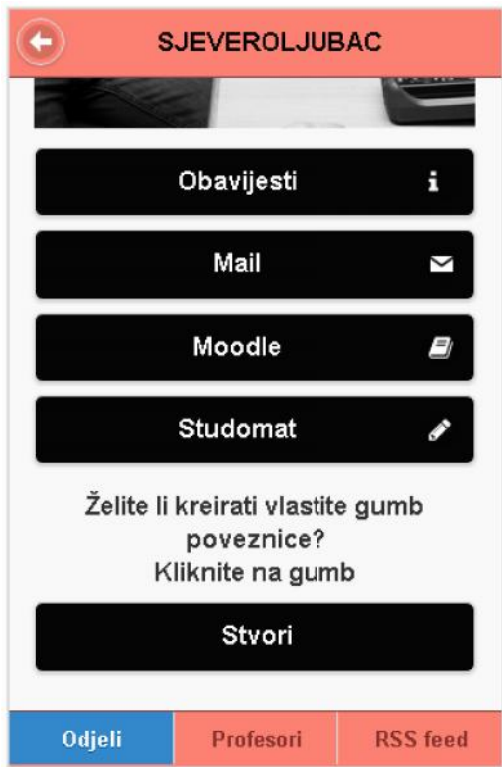 SJEVEROLJUBAC
Obavijesti
Mail
Moodle
Studomat
Želite li kreirati vlastite gumb
poveznice?
Kliknite na gumb
Stvori
Odjeli
Profesori
RSS feed